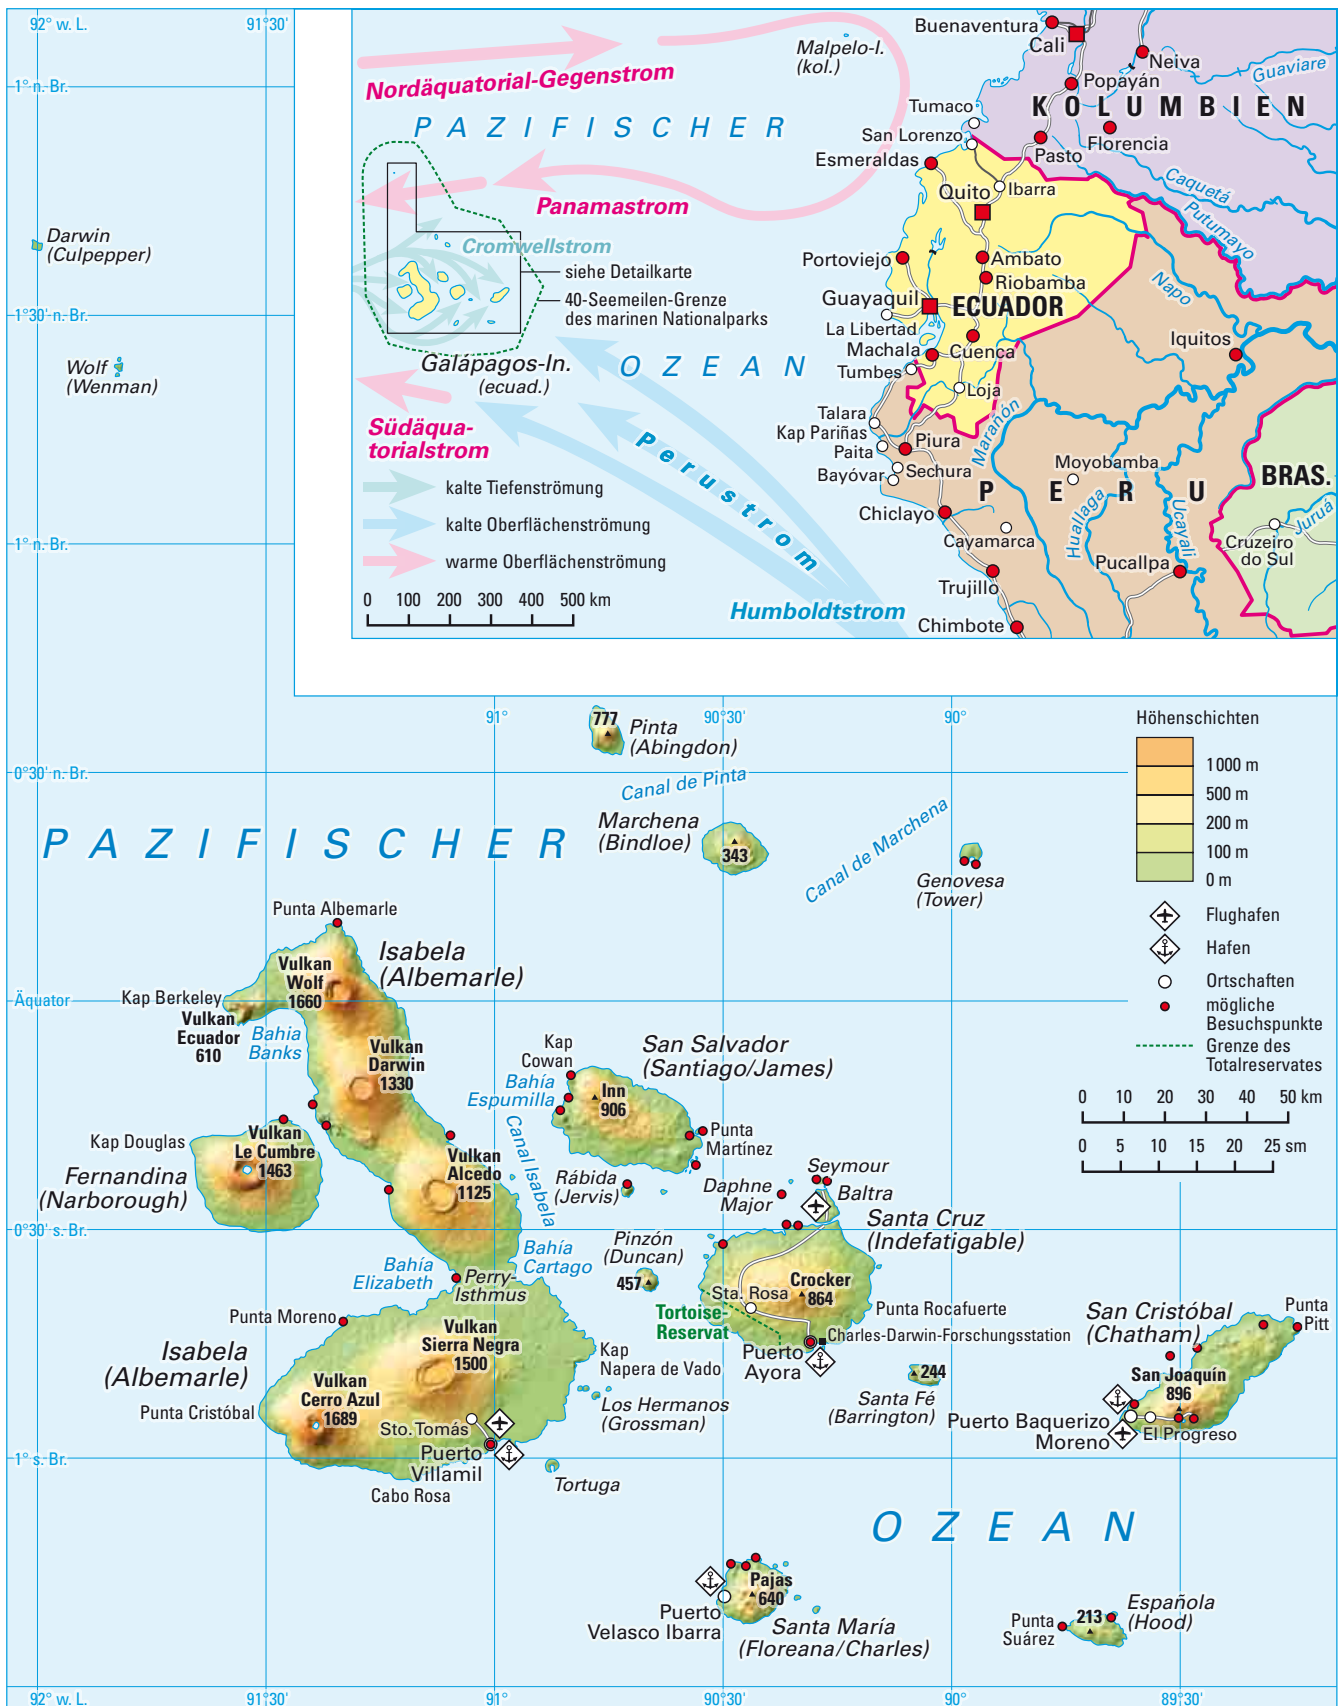 92° w. L.
91°30'
1° n. Br.
Darwin
(Culpepper)
1°30' n. Br.
Wolf
(Wenman)
1° n. Br.
Nordäquatorial-Gegenstrom
PAZIFISCHER
Malpelo-I.
(kol.)
Panamastrom
Cromwellstrom
siehe Detailkarte
40-Seemeilen-Grenze
des marinen Nationalparks
Galápagos-In.
(ecuad.)
OZEAN
Südäqua-
torialstrom
Perustrom
Humboldtstrom
kalte Tiefenströmung
kalte Oberflächenströmung
warme Oberflächenströmung
0 100 200 300 400 500 km
Buenaventura
Cali
Neiva
Guaviare
Popayán
KOLUMBIEN
Tumaco
San Lorenzo
Florencia
Pasto
Esmeraldas
Caquetá
Quito
Ibarra
Putumayo
Portoviejo
Ambato
Riobamba
Napo
Guayaquil
ECUADOR
La Libertad
Machala
Cuenca
Iquitos
Tumbes
Loja
Talara
Kap Pariñas
Piura
Marañón
Paita
Bayóvar
Sechura
Moyobamba
PERU
BRAS.
Chiclayo
Cayamarca
Huallaga
Ucayali
Juruá
Cruzeiro
do Sul
Pucallpa
Trujillo
Chimbote
91°
90°30'
90°
777
Pinta
(Abingdon)
0°30' n. Br.
Canal de Pinta
PAZIFISCHER
Marchena
(Bindloe)
343
Canal de Marchena
Genovesa
(Tower)
Höhenschichten
1000 m
500 m
200 m
100 m
0 m
Flughafen
Hafen
Ortschaften
mögliche
Besuchspunkte
Grenze des
Totalreservates
0 10 20 30 40 50 km
0 5 10 15 20 25 sm
Punta Albemarle
Isabela
(Albemarle)
Vulkan
Wolf
1660
Kap Berkeley
Äquator
Vulkan
Ecuador
610
Bahia
Banks
Vulkan
Darwin
1330
Kap
Cowan
San Salvador
(Santiago/James)
Bahía
Espumilla
Inn
906
Canal Isabela
Punta
Martínez
Kap Douglas
Vulkan
Le Cumbre
1463
Fernandina
(Narborough)
Vulkan
Alcedo
1125
Rábida
(Jervis)
Seymour
Daphne
Major
Baltra
Santa Cruz
(Indefatigable)
0°30' s. Br.
Bahía
Elizabeth
Perry-
Isthmus
Bahía
Cartago
Pinzón
(Duncan)
457
Crocker
864
Sta. Rosa
Tortoise-
Reservat
Punta Rocafuerte
Charles-Darwin-Forschungsstation
Puerto
Ayora
San Cristóbal
(Chatham)
Punta
Pitt
Punta Moreno
Vulkan
Sierra Negra
1500
Isabela
(Albemarle)
Kap
Napera de Vado
Vulkan
Cerro Azul
1689
Punta Cristóbal
Los Hermanos
(Grossman)
244
Santa Fé
(Barrington)
San Joaquín
896
Puerto Baquerizo
Moreno
El Progreso
Sto. Tomás
Puerto
Villamil
1° s. Br.
Cabo Rosa
Tortuga
OZEAN
Pajas
640
Puerto
Velasco Ibarra
Santa María
(Floreana/Charles)
213
Punta
Suárez
Española
(Hood)
92° w. L.
91°30'
91°
90°30'
90°
89°30'